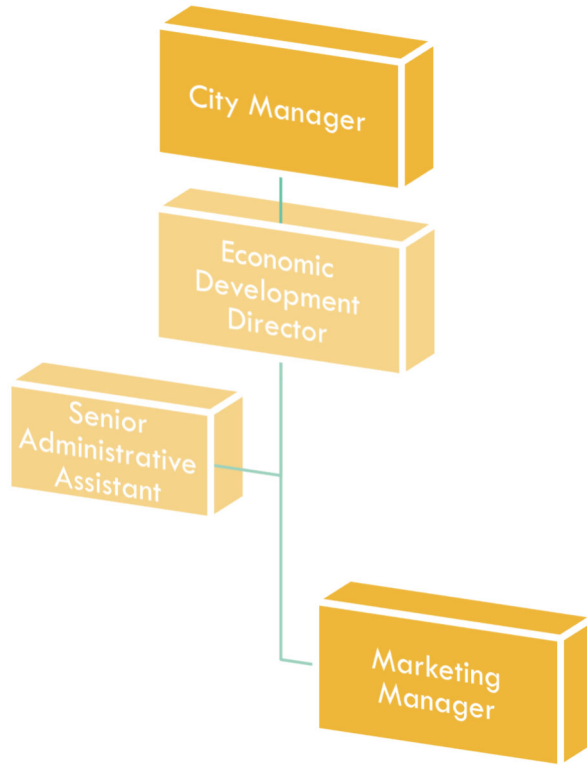 City Manager
Economic
Development
Director
Senior
Administrative
Assistant
Marketing
Manager